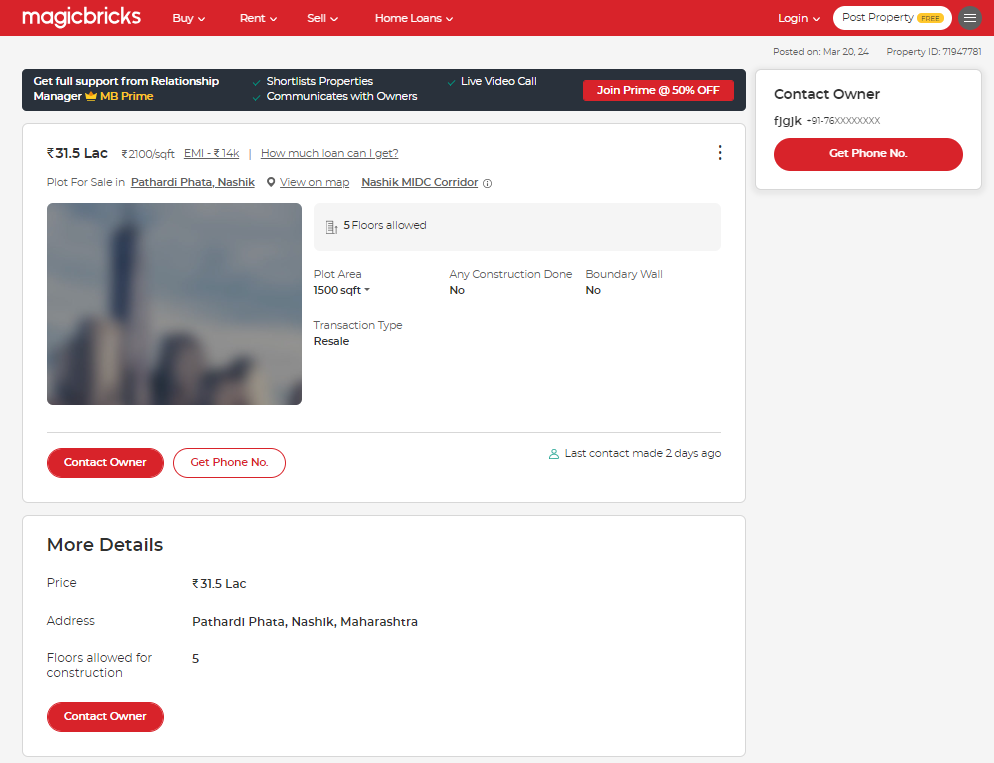 magicbricks
Buy
Rent
Sell
Home Loans
Login
Post Property FREE
Posted on: Mar 20, 24
Property ID: 71947781
Get full support from Relationship
Manager MB Prime
Shortlists Properties
Communicates with Owners
Live Video Call
Join Prime @ 50% OFF
₹31.5 Lac
₹2100/sqft
EMI - ₹ 14k
|
How much loan can I get?
Plot For Sale in Pathardi Phata, Nashik
View on map
Nashik MIDC Corridor
5 Floors allowed
Plot Area
1500 sqft
Any Construction Done
No
Boundary Wall
No
Transaction Type
Resale
Contact Owner
Get Phone No.
Last contact made 2 days ago
More Details
Price
₹31.5 Lac
Address
Pathardi Phata, Nashik, Maharashtra
Floors allowed for
construction
5
Contact Owner
Contact Owner
fjgjk +91-76XXXXXXXX
Get Phone No.